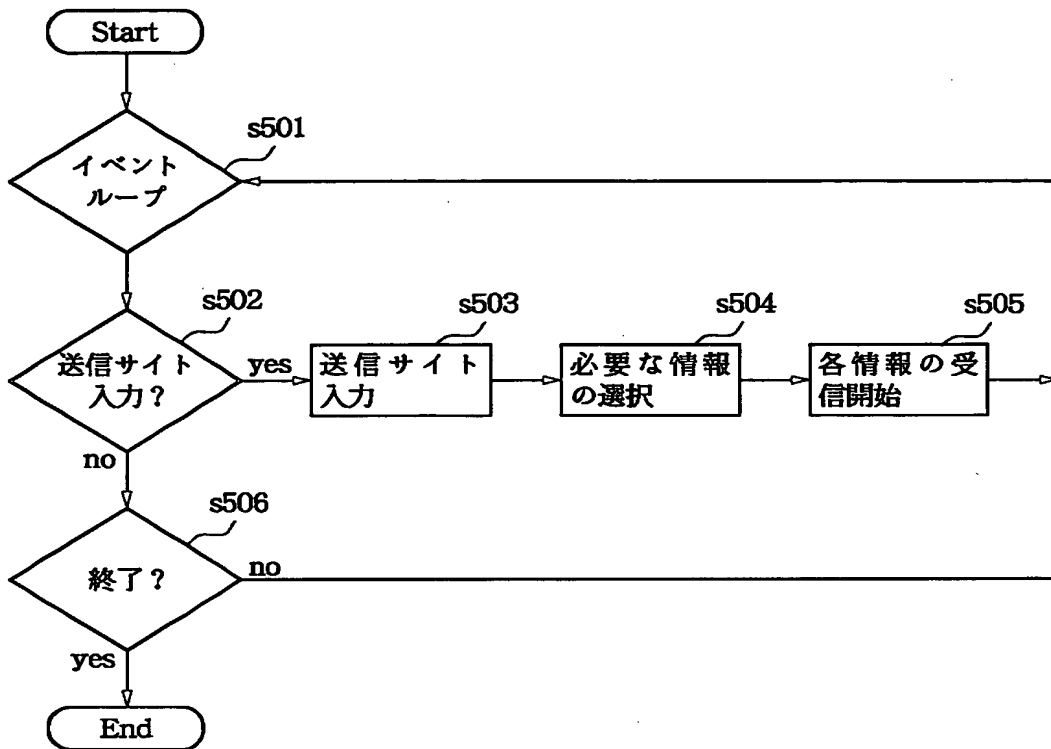 Start
s501
イベント
ループ
s502
送信サイト
入力？
yes
s503
送信サイト
入力
s504
必要な情報
の選択
s505
各情報の受
信開始
no
s506
終了？
no
yes
End